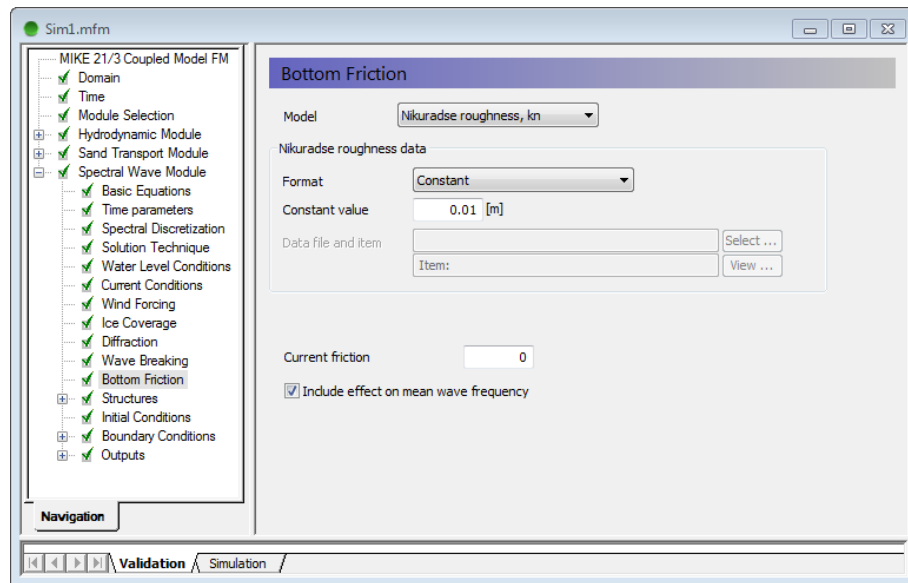 Sim1.mfm
MIKE 21/3 Coupled Model FM
Domain
Time
Module Selection
Hydrodynamic Module
Sand Transport Module
Spectral Wave Module
Basic Equations
Time parameters
Spectral Discretization
Solution Technique
Water Level Conditions
Current Conditions
Wind Forcing
Ice Coverage
Diffraction
Wave Breaking
Bottom Friction
Structures
Initial Conditions
Boundary Conditions
Outputs
Navigation
Bottom Friction
Model Nikuradse roughness, kn
Nikuradse roughness data
Format Constant
Constant value 0.01 [m]
Data file and item Select ...
Item: View ...
Current friction 0
Include effect on mean wave frequency
Validation Simulation